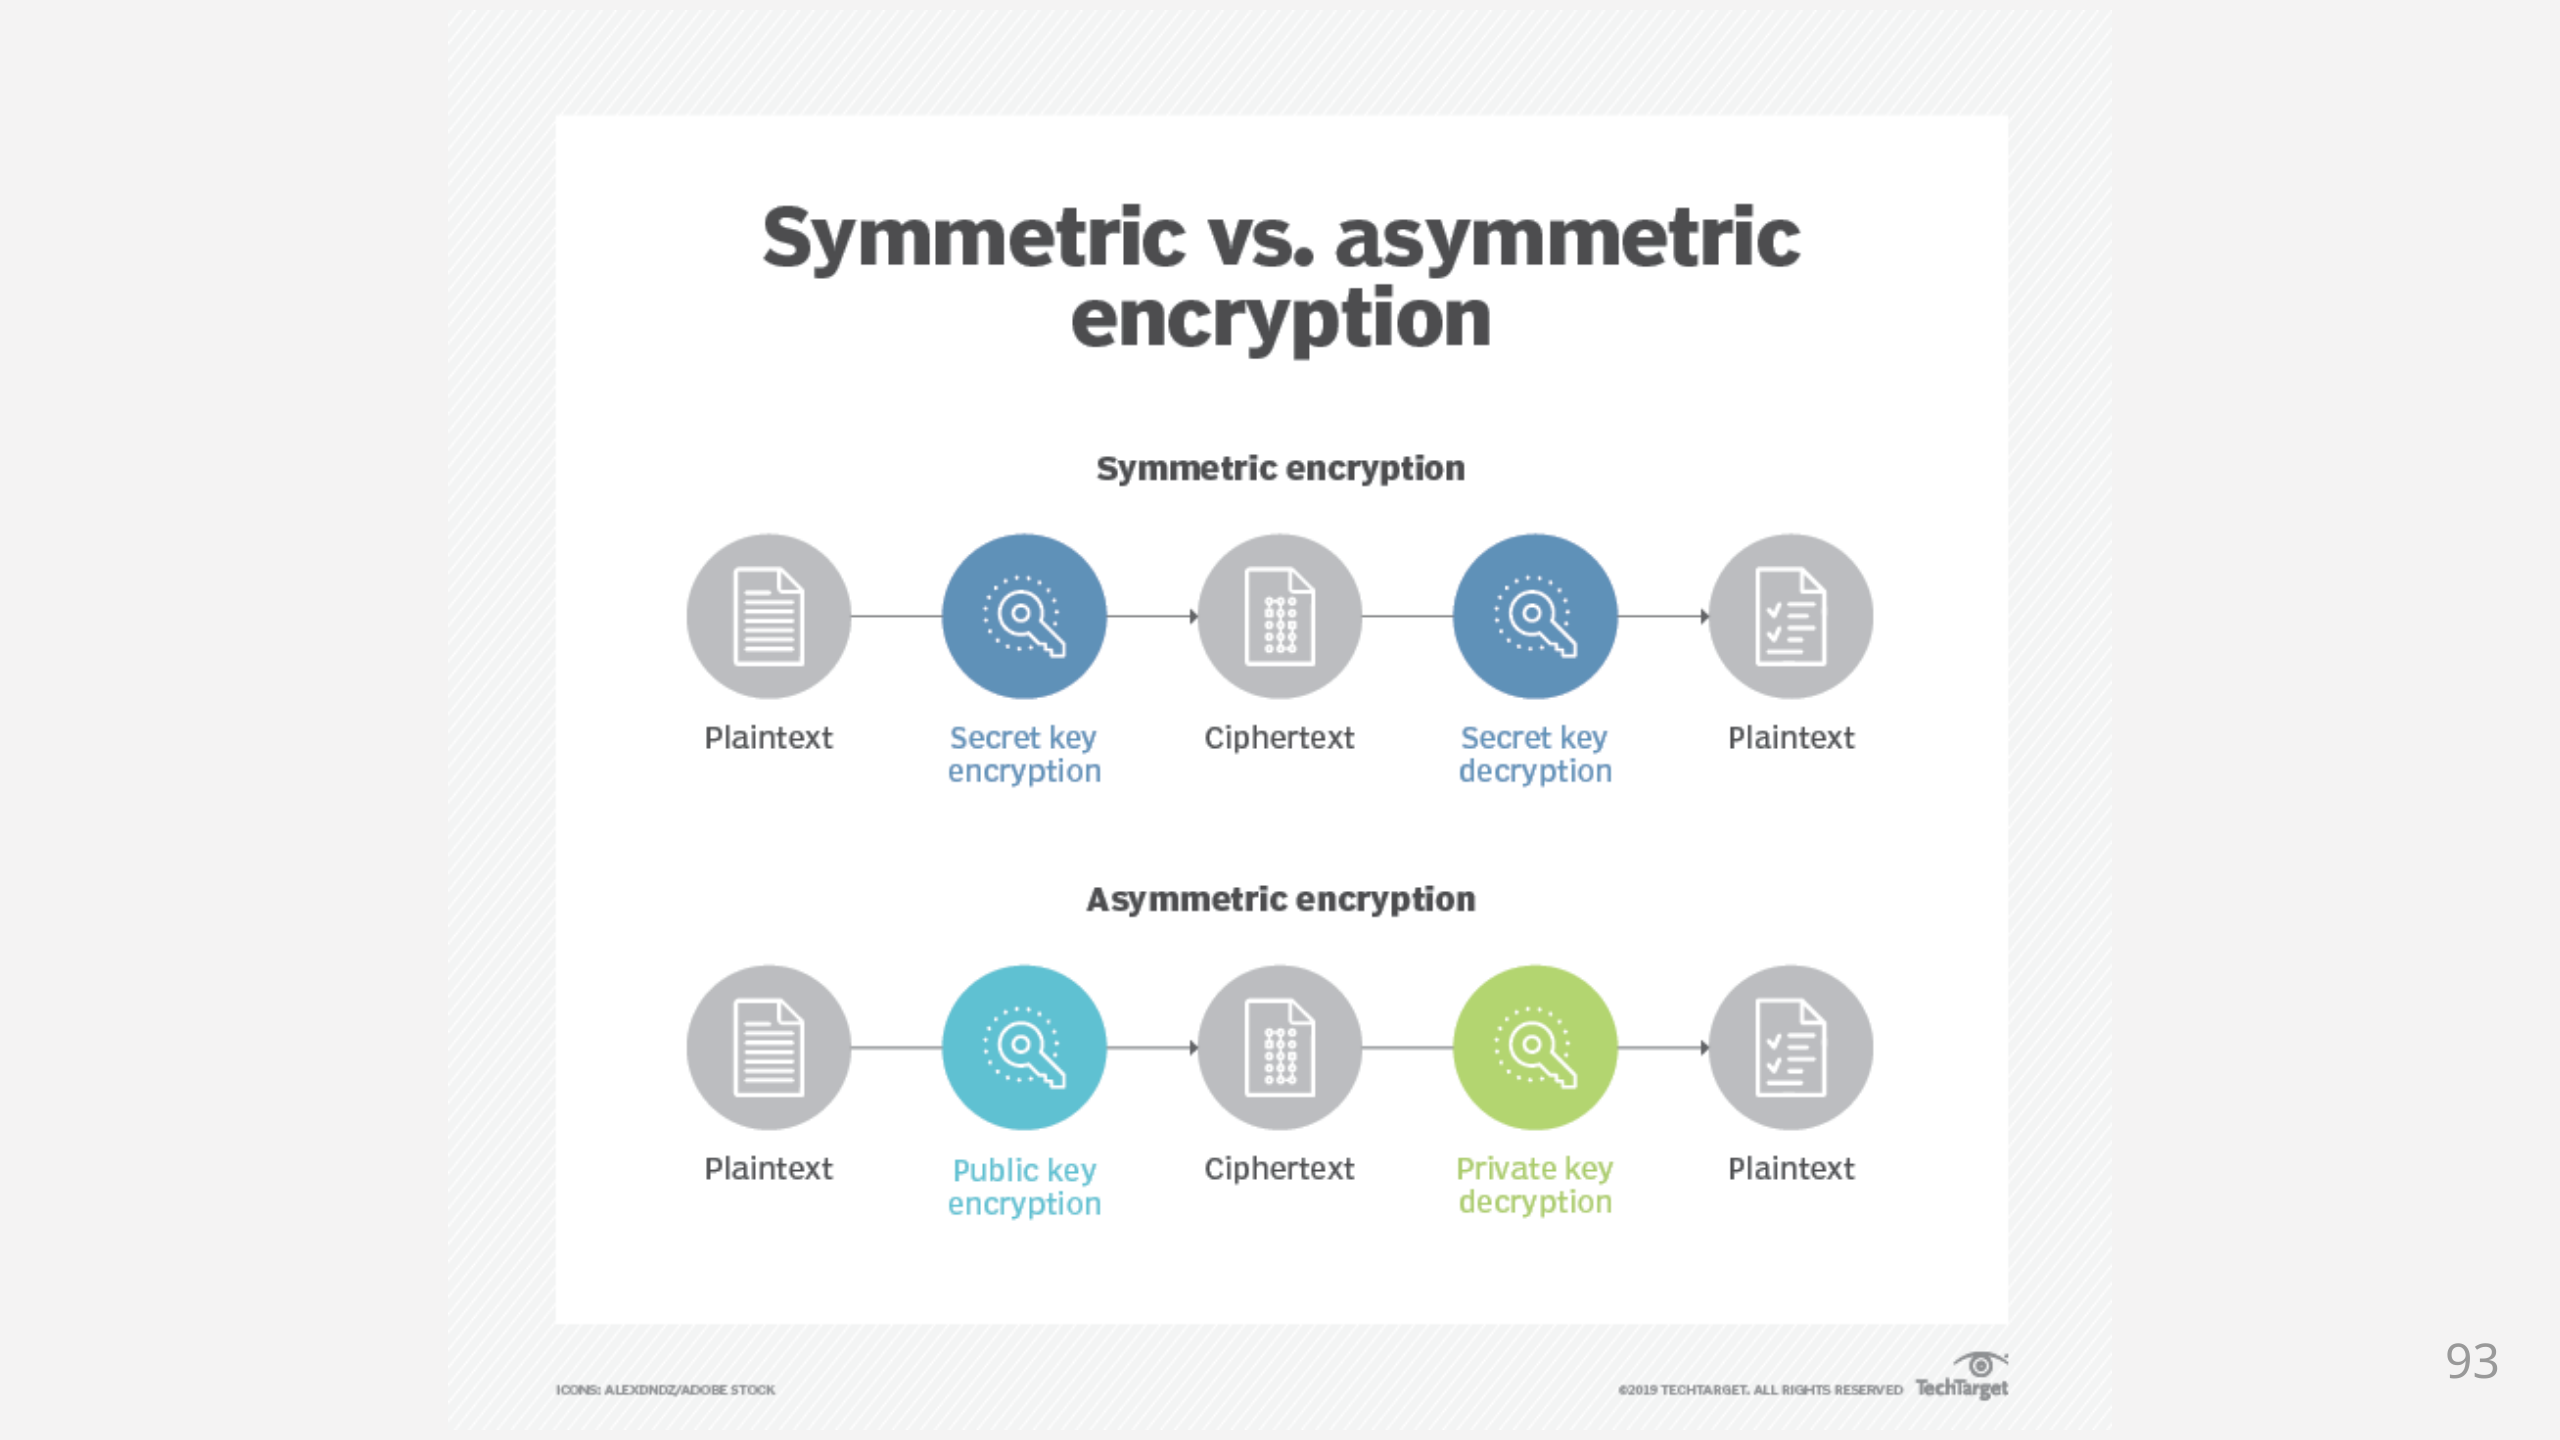 Symmetric vs. asymmetric
encryption
Symmetric encryption
Plaintext
Secret key
encryption
Ciphertext
Secret key
decryption
Plaintext
Asymmetric encryption
Plaintext
Public key
encryption
Ciphertext
Private key
decryption
Plaintext
ICONS: ALEXDNDZ/ADOBE STOCK
©2019 TECHTARGET. ALL RIGHTS RESERVED
TechTarget
93